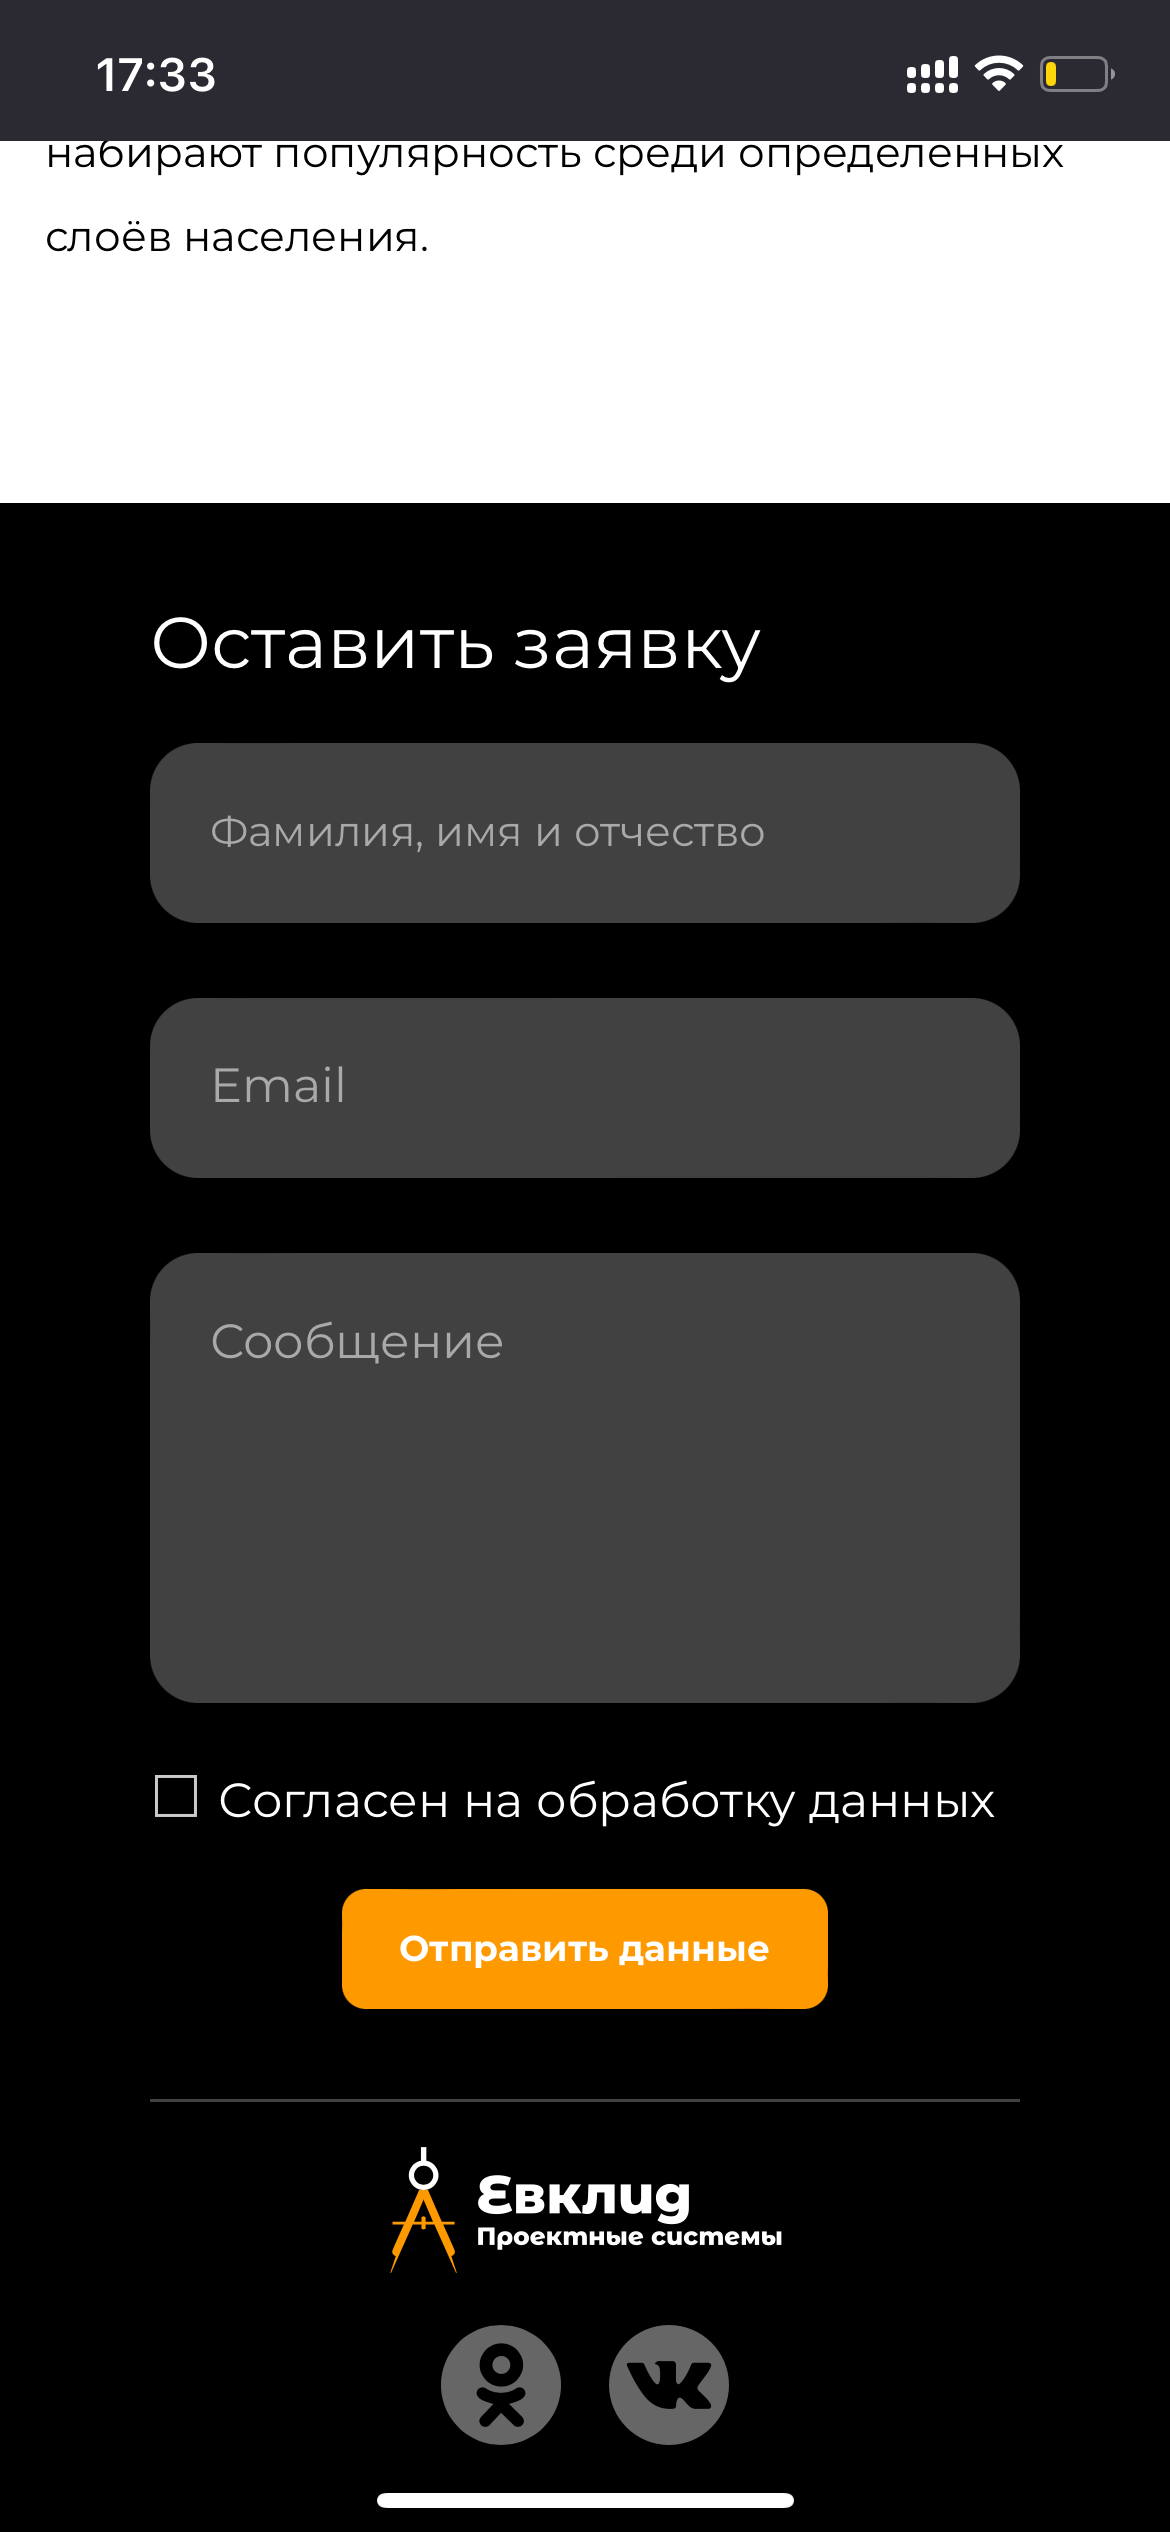 17:33
набирают популярность среди определенных
слоёв населения.
Оставить заявку
Фамилия, имя и отчество
Email
Сообщение
Согласен на обработку данных
Отправить данные
Евклид
Проектные системы